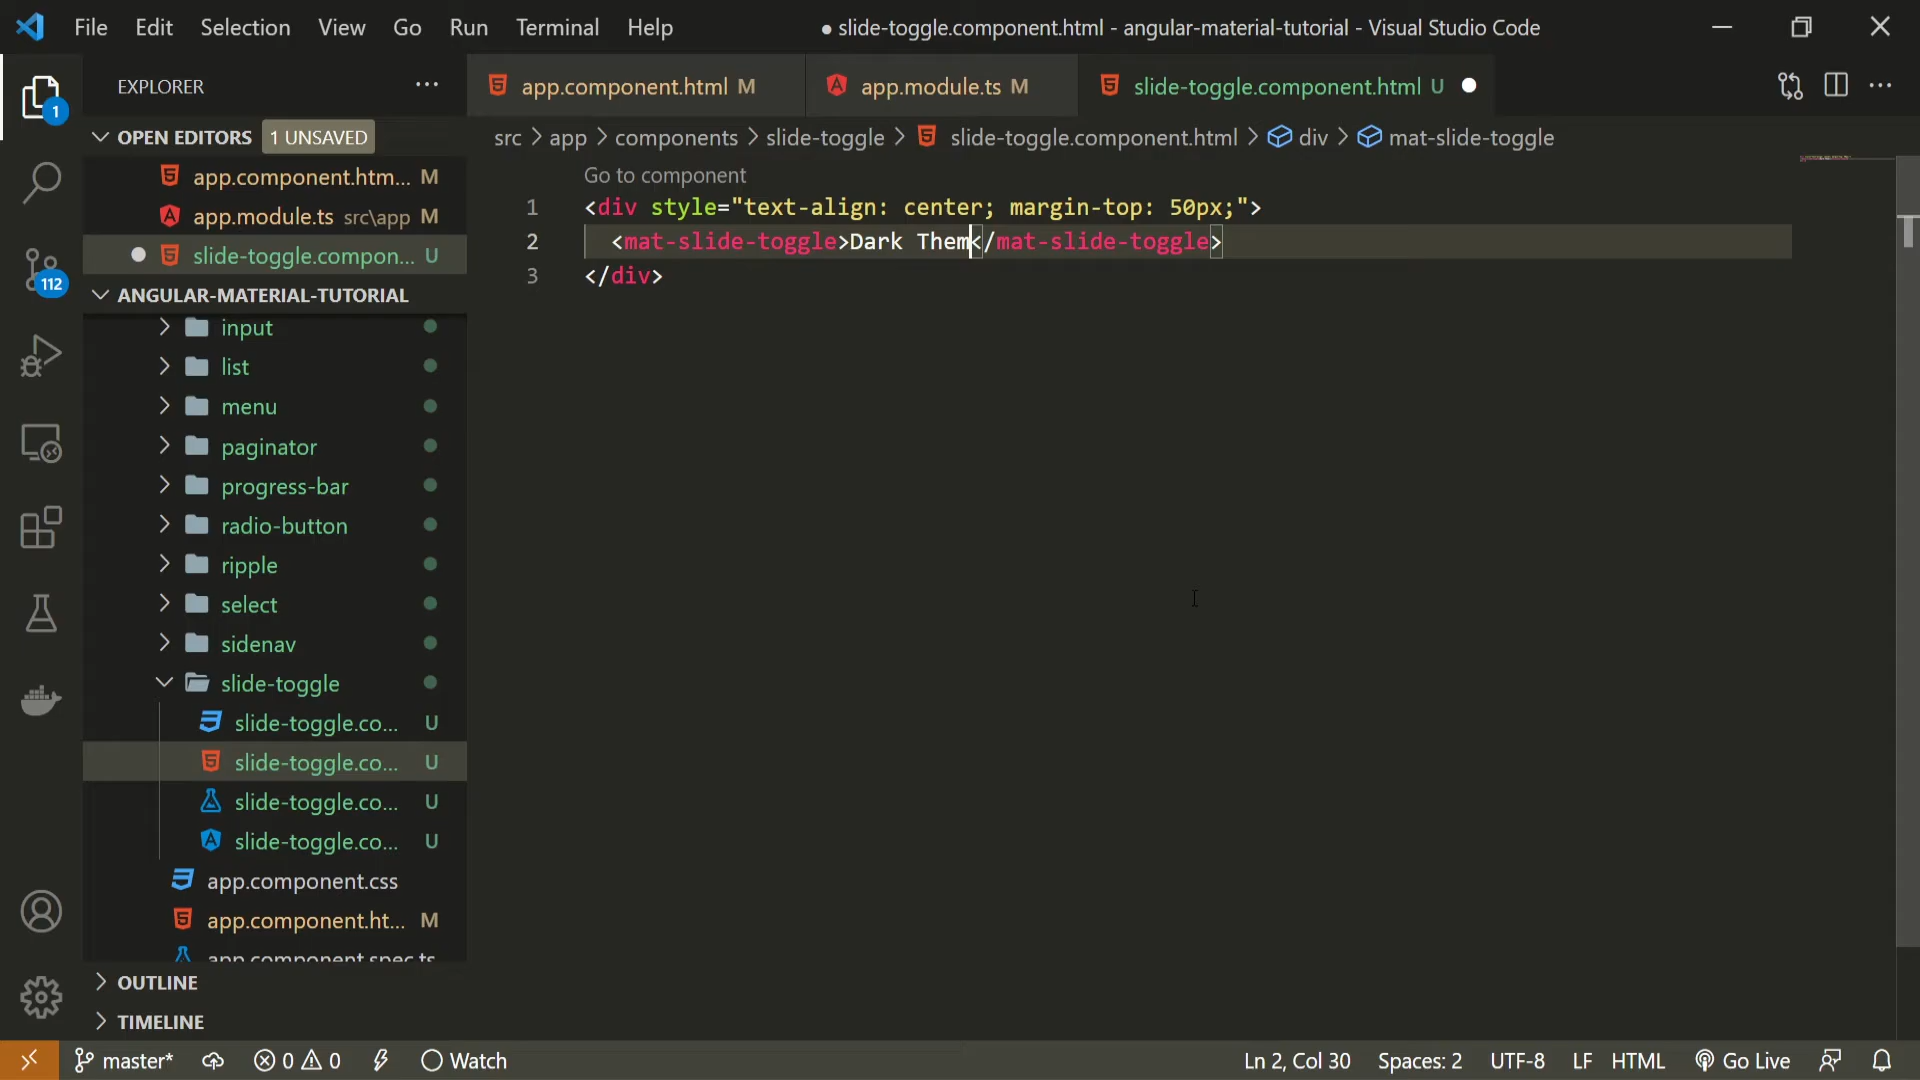 File Edit Selection View Go Run Terminal Help ● slide-toggle.component.html - angular-material-tutorial - Visual Studio Code
EXPLORER
app.component.html M app.module.ts M slide-toggle.component.html U
OPEN EDITORS 1 UNSAVED
src > app > components > slide-toggle > slide-toggle.component.html > div > mat-slide-toggle
app.component.htm... M
app.module.ts src\app M
slide-toggle.compon... U
ANGULAR-MATERIAL-TUTORIAL
input
list
menu
paginator
progress-bar
radio-button
ripple
select
sidenav
slide-toggle
slide-toggle.co... U
slide-toggle.co... U
slide-toggle.co... U
slide-toggle.co... U
app.component.css
app.component.ht... M
app.component.spec.ts
OUTLINE
TIMELINE
1
112
Go to component
1 <div style="text-align: center; margin-top: 50px;">
2 <mat-slide-toggle>Dark Them</mat-slide-toggle>
3 </div>
master* 0 0 Watch Ln 2, Col 30 Spaces: 2 UTF-8 LF HTML Go Live